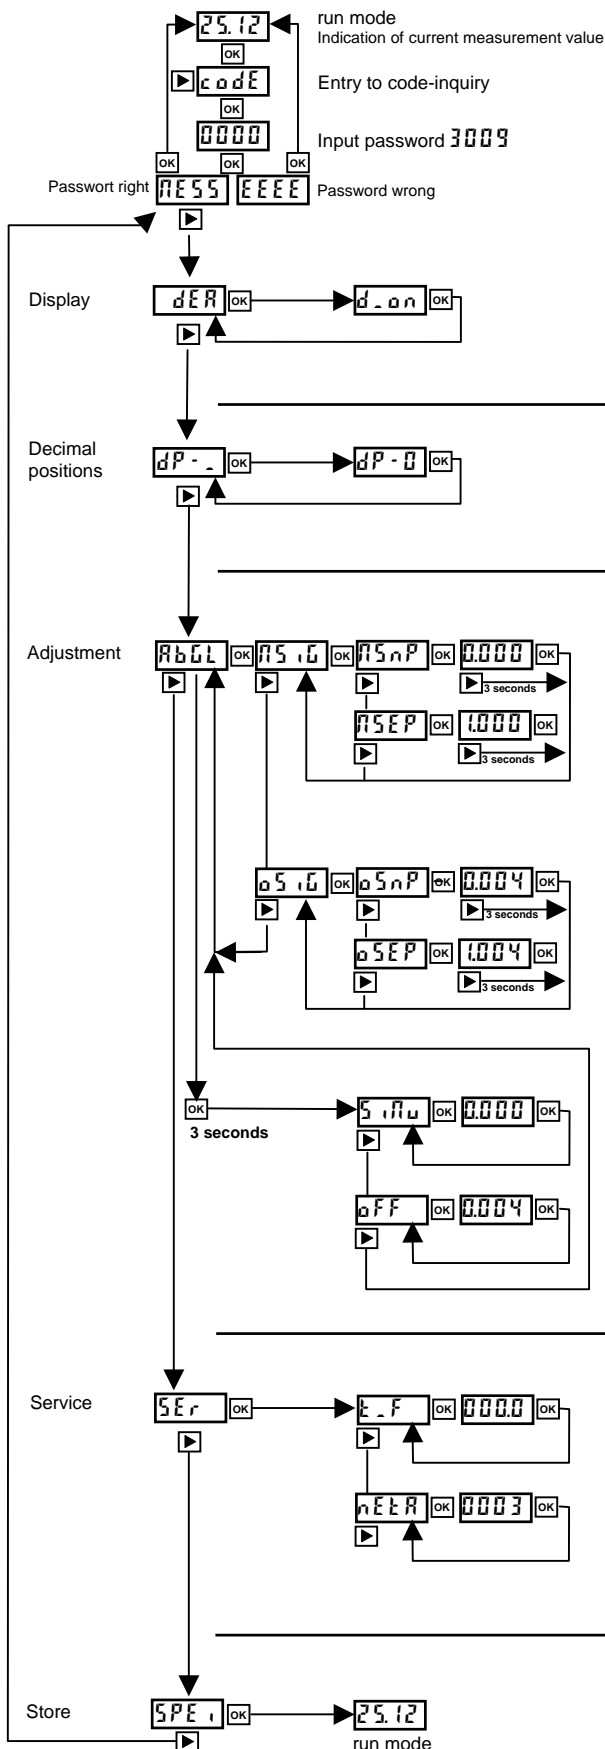 25.12 run mode
Indication of current measurement value
OK
codE Entry to code-inquiry
OK
0000 Input password 3009
OK OK OK
Passwort right MESS EEEE Password wrong
Display dEA OK d_on OK
Decimal
positions
dP-_ OK dP-0 OK
Adjustment AbGL OK MSiG OK MSnP OK 0.000 OK
3 seconds
MSEP OK 1.000 OK
3 seconds
oSiG OK oSnP OK 0.004 OK
3 seconds
oSEP OK 1.004 OK
3 seconds
OK SiMu OK 0.000 OK
3 seconds
oFF OK 0.004 OK
Service SEr OK t_F OK 000.0 OK
nEtA OK 0003 OK
Store SPEi OK 25.12
run mode